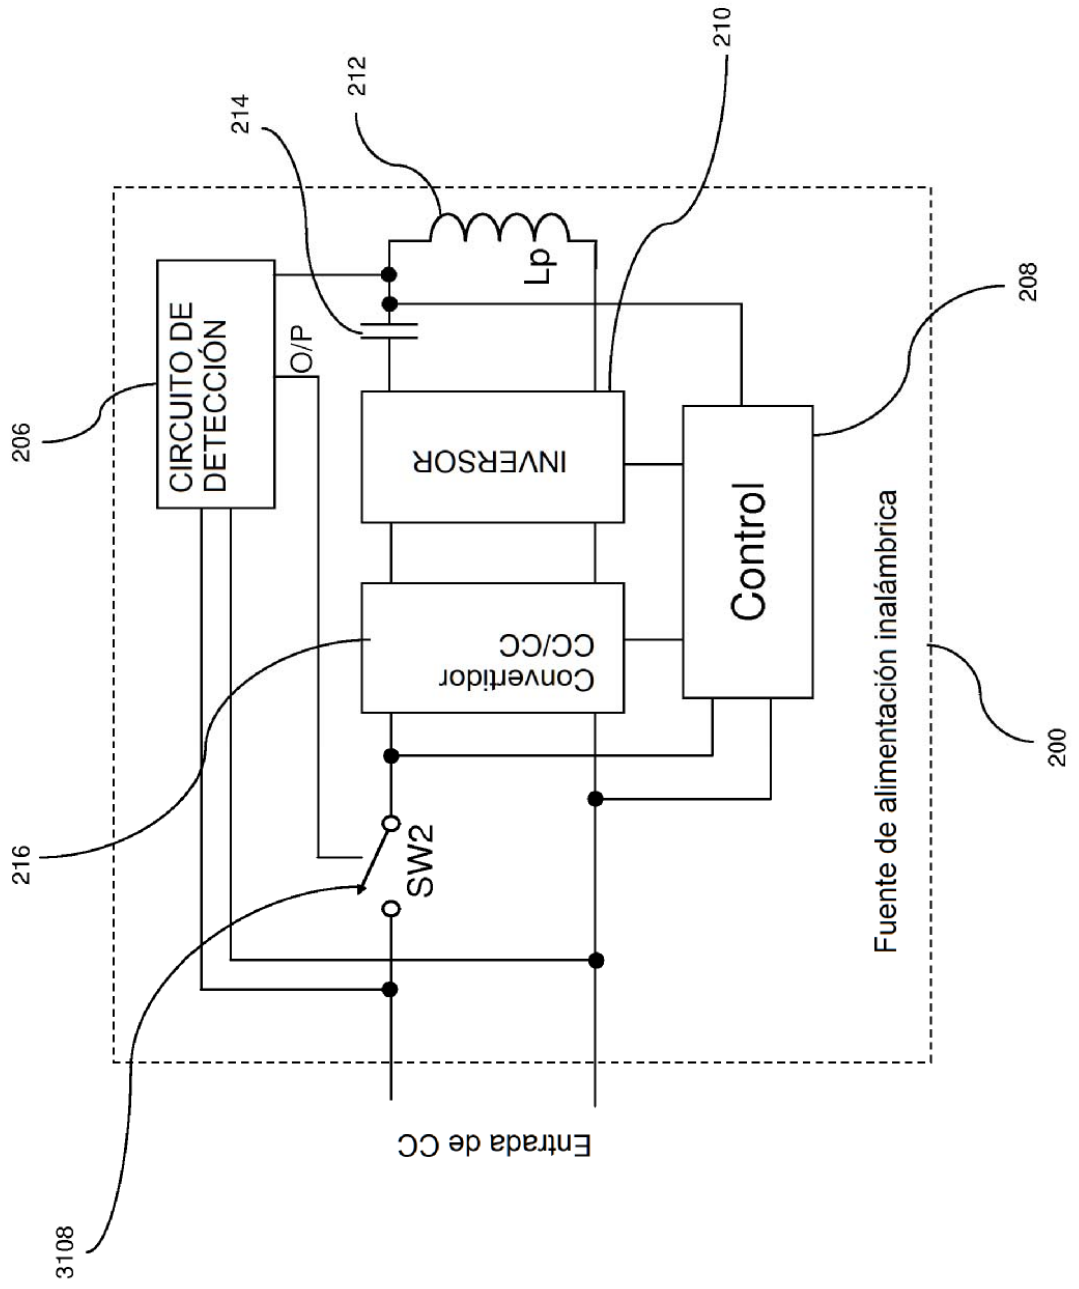 206
214
212
210
CIRCUITO DE
DETECCIÓN
O/P
Lp
216
3108
SW2
Convertidor
CC/CC
INVERSOR
Control
208
Entrada de CC
Fuente de alimentación inalámbrica
200